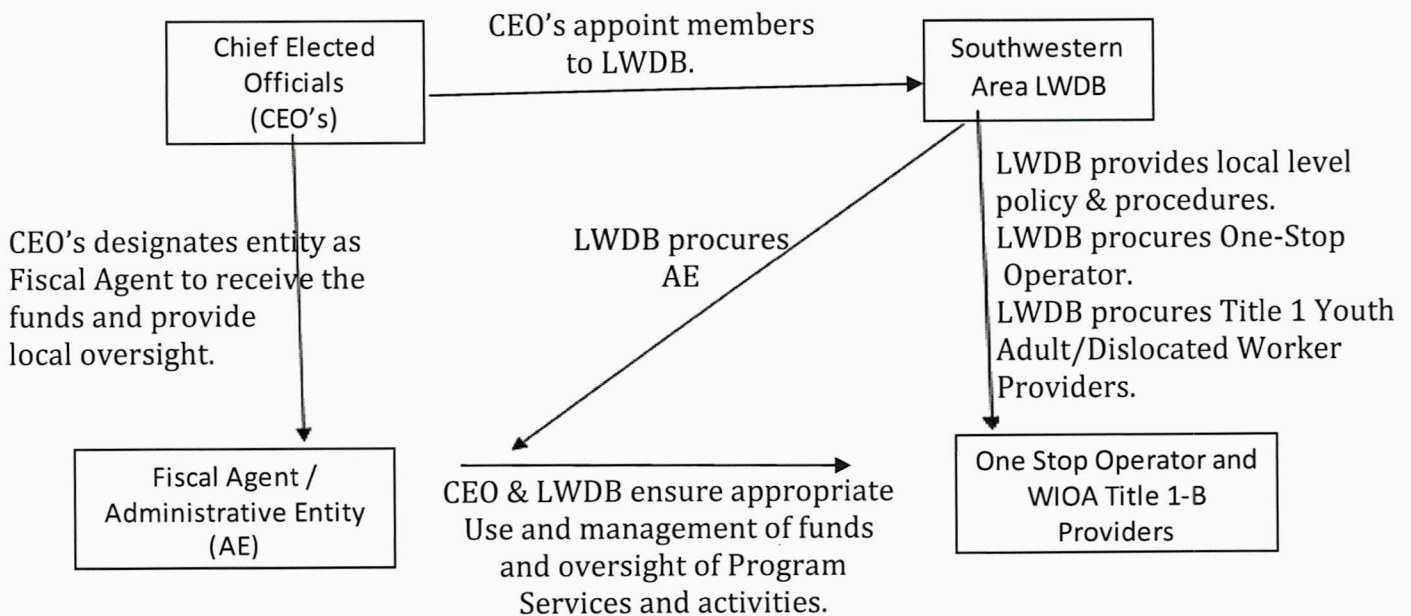 Chief Elected
Officials
(CEO's)
CEO's appoint members
to LWDB.
Southwestern
Area LWDB
CEO's designates entity as
Fiscal Agent to receive the
funds and provide
local oversight.
LWDB procures
AE
LWDB provides local level
policy & procedures.
LWDB procures One-Stop
Operator.
LWDB procures Title 1 Youth
Adult/Dislocated Worker
Providers.
Fiscal Agent /
Administrative Entity
(AE)
CEO & LWDB ensure appropriate
Use and management of funds
and oversight of Program
Services and activities.
One Stop Operator and
WIOA Title 1-B
Providers